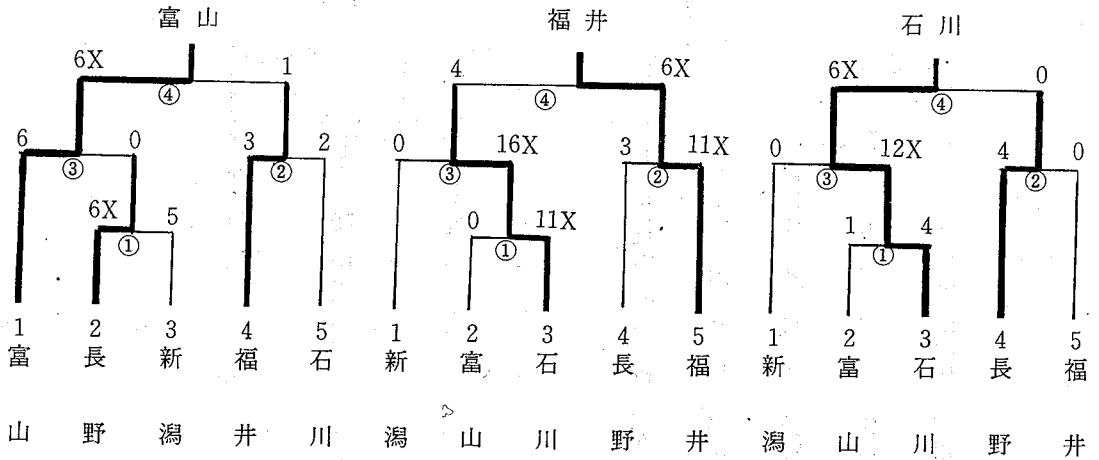 富山 福井 石川
6X 1 4 6X 6X 0
④ ④ ④
6 0 3 2 0 16X 3 11X 0 12X 4 0
③ ② ③ ② ③ ②
6X 5 0 11X 1 4
① ① ①
1 2 3 4 5 1 2 3 4 5 1 2 3 4 5
富 長 新 福 石 新 富 石 長 福 新 富 石 長 福
山 野 潟 井 川 潟 山 川 野 井 潟 山 川 野 井